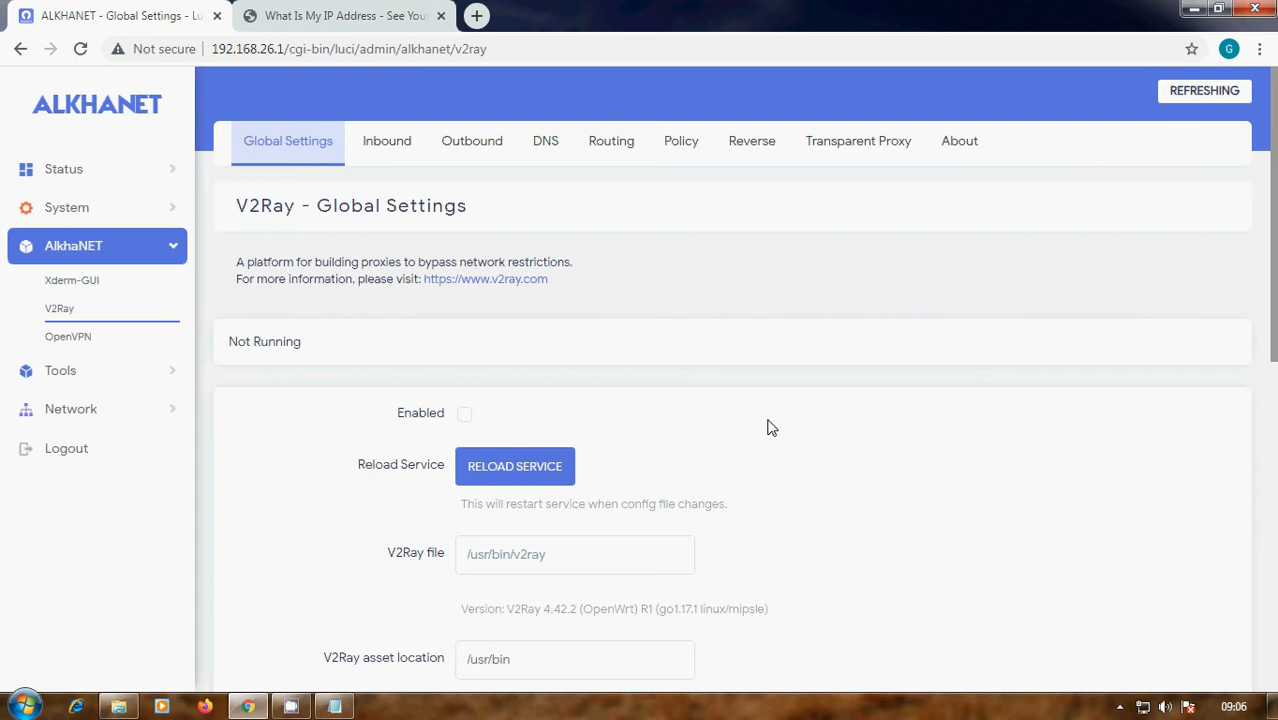 ALKHANET - Global Settings - Lu
What Is My IP Address - See Your
Not secure
192.168.26.1/cgi-bin/luci/admin/alkhanet/v2ray
G
ALKHANET
REFRESHING
Global Settings
Inbound
Outbound
DNS
Routing
Policy
Reverse
Transparent Proxy
About
Status
System
AlkhaNET
Xderm-GUI
V2Ray
OpenVPN
Tools
Network
Logout
V2Ray - Global Settings
A platform for building proxies to bypass network restrictions.
For more information, please visit: https://www.v2ray.com
Not Running
Enabled
Reload Service
RELOAD SERVICE
This will restart service when config file changes.
V2Ray file
/usr/bin/v2ray
Version: V2Ray 4.42.2 (OpenWrt) R1 (go1.17.1 linux/mipsle)
V2Ray asset location
/usr/bin
09:06